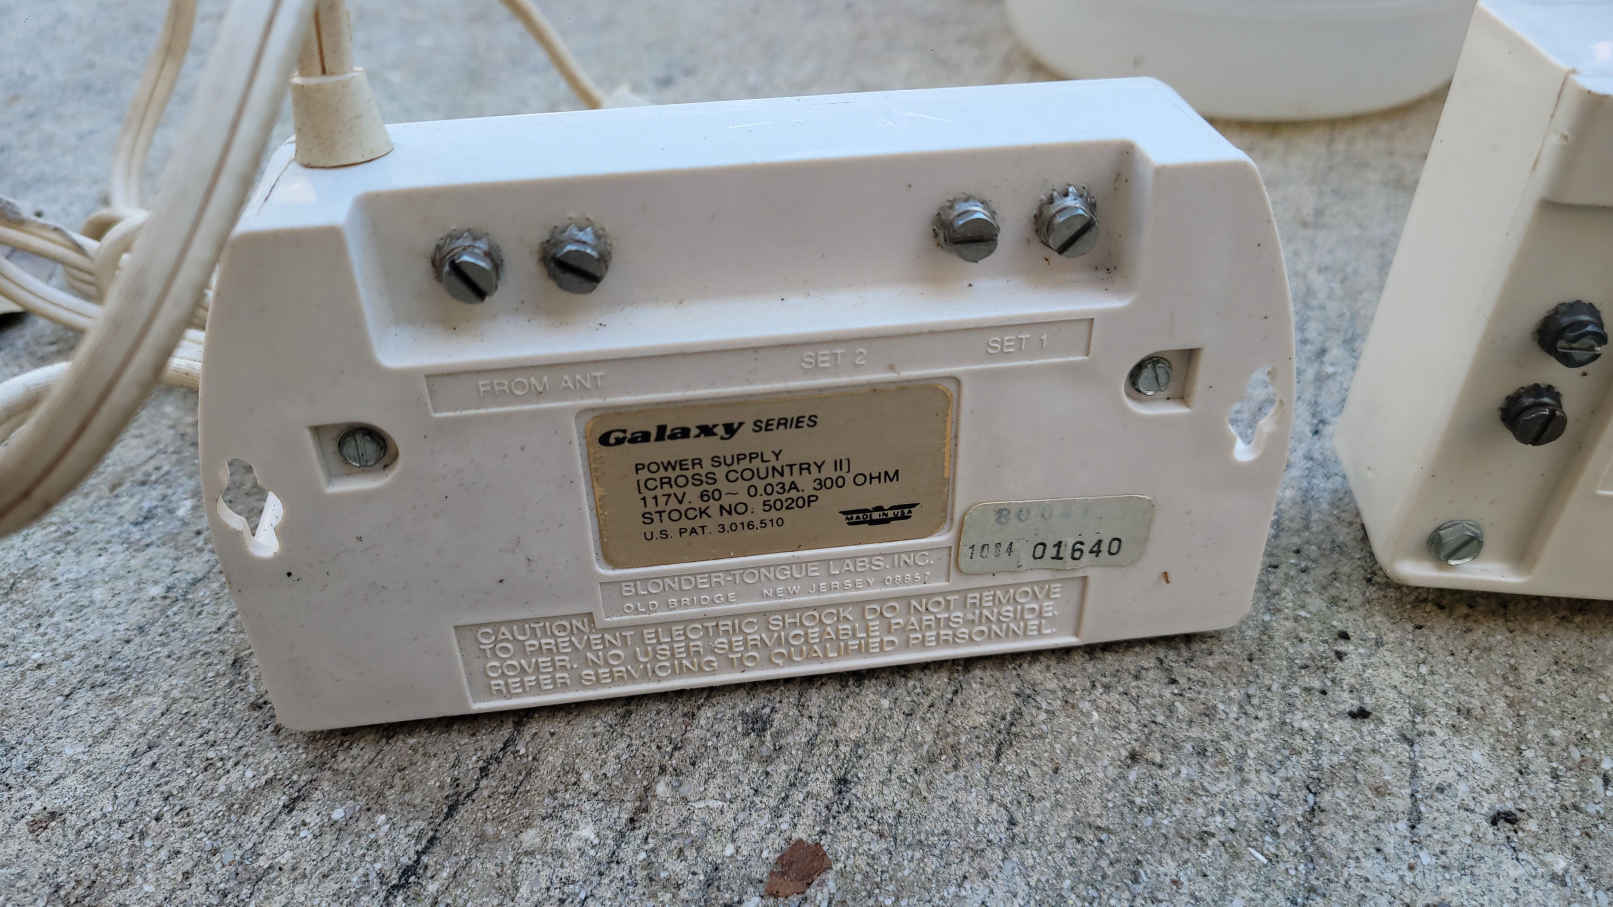 FROM ANT
SET 2
SET 1
Galaxy SERIES
POWER SUPPLY
[CROSS COUNTRY II]
117V. 60~ 0.03A. 300 OHM
STOCK NO. 5020P
U.S. PAT. 3,016,510
MADE IN USA
1084 01640
BLONDER-TONGUE LABS. INC.
OLD BRIDGE NEW JERSEY 08857
CAUTION:
TO PREVENT ELECTRIC SHOCK DO NOT REMOVE
COVER. NO USER SERVICEABLE PARTS INSIDE.
REFER SERVICING TO QUALIFIED PERSONNEL.